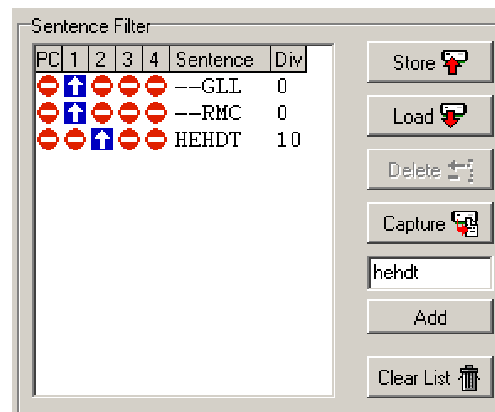 Sentence Filter
PC 1 2 3 4 Sentence Div
--GLL 0
--RMC 0
HEHDT 10
Store
Load
Delete
Capture
hehdt
Add
Clear List